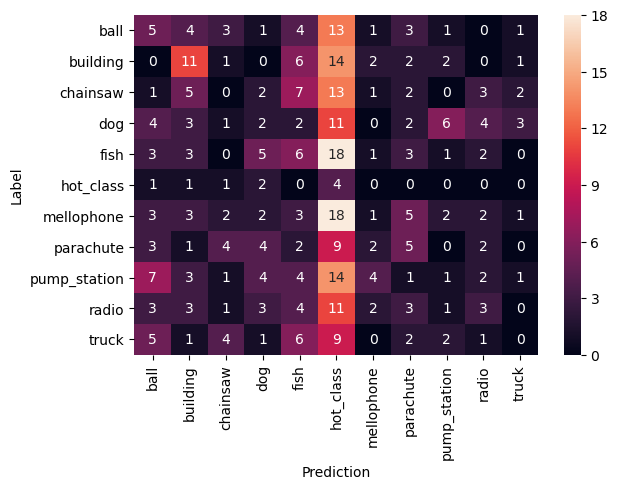 ball 5 4 3 1 4 13 1 3 1 0 1
building 0 11 1 0 6 14 2 2 2 0 1
chainsaw 1 5 0 2 7 13 1 2 0 3 2
dog 4 3 1 2 2 11 0 2 6 4 3
fish 3 3 0 5 6 18 1 3 1 2 0
hot_class 1 1 1 2 0 4 0 0 0 0 0
mellophone 3 3 2 2 3 18 1 5 2 2 1
parachute 3 1 4 4 2 9 2 5 0 2 0
pump_station 7 3 1 4 4 14 4 1 1 2 1
radio 3 3 1 3 4 11 2 3 1 3 0
truck 5 1 4 1 6 9 0 2 2 1 0
Label
ball building chainsaw dog fish hot_class mellophone parachute pump_station radio truck
Prediction
18
15
12
9
6
3
0